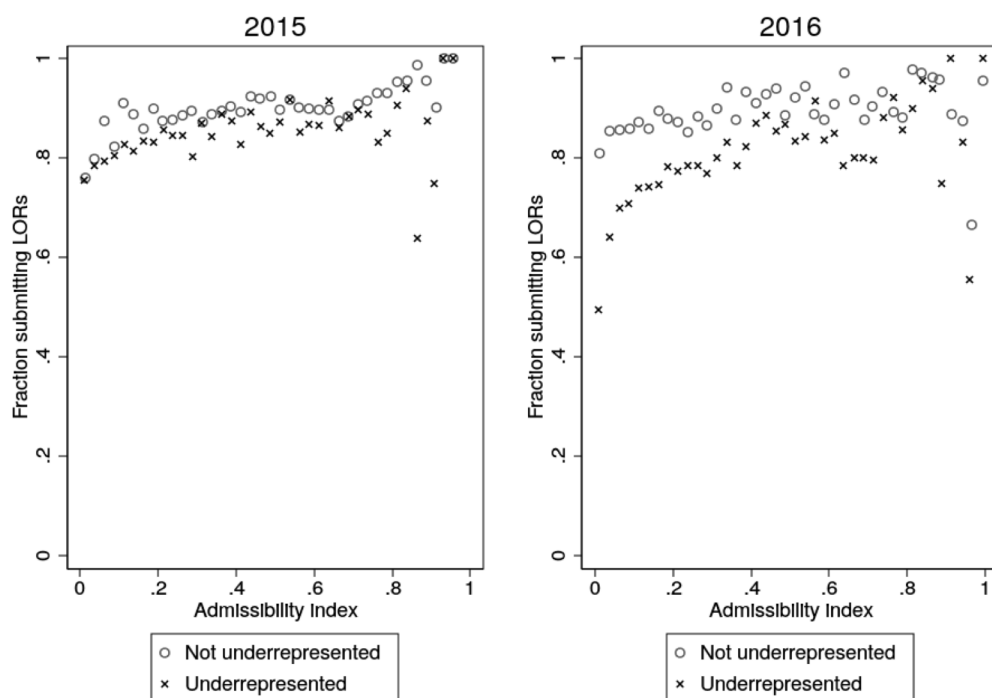 2015
Fraction submitting LORs
1
.8
.6
.4
.2
0
0 .2 .4 .6 .8 1
Admissibility Index
Not underrepresented
Underrepresented
2016
Fraction submitting LORs
1
.8
.6
.4
.2
0
0 .2 .4 .6 .8 1
Admissibility Index
Not underrepresented
Underrepresented